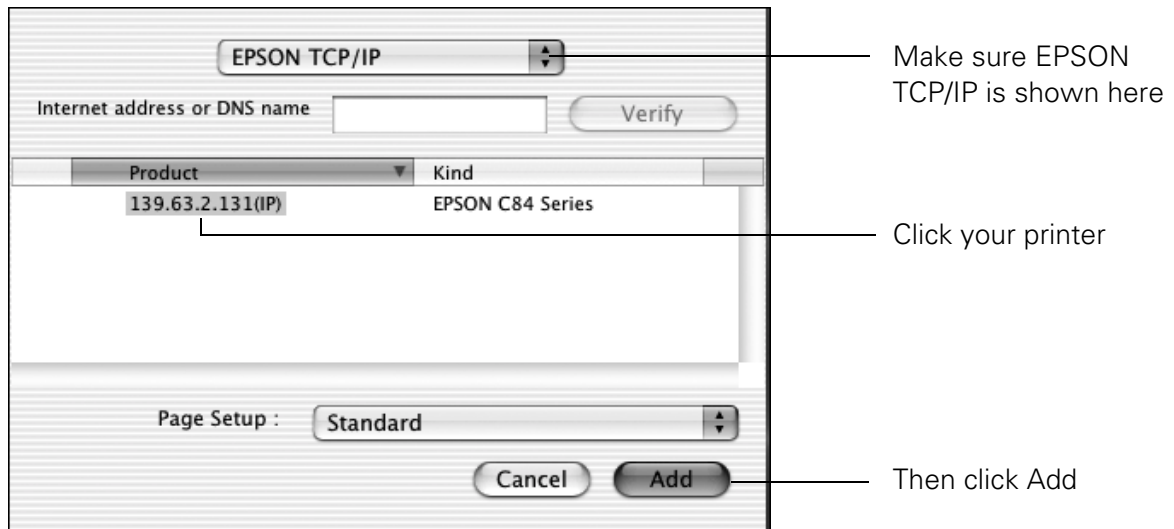 EPSON TCP/IP
Make sure EPSON
TCP/IP is shown here
Internet address or DNS name
Verify
Product Kind
139.63.2.131(IP) EPSON C84 Series
Click your printer
Page Setup : Standard
Cancel Add
Then click Add